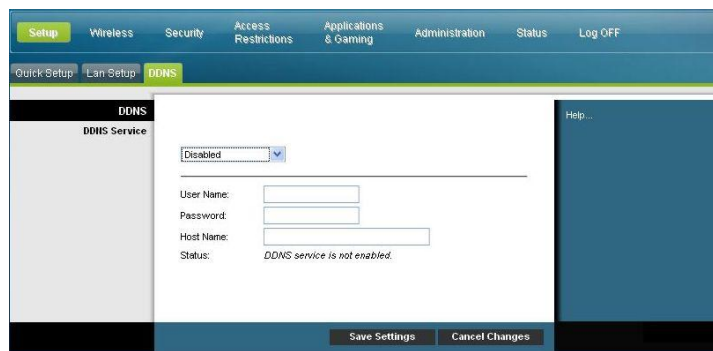 Setup Wireless Security Access Restrictions Applications & Gaming Administration Status Log OFF
Quick Setup Lan Setup DDNS
DDNS
Help...
DDNS Service
Disabled
User Name:
Password:
Host Name:
Status: DDNS service is not enabled.
Save Settings Cancel Changes